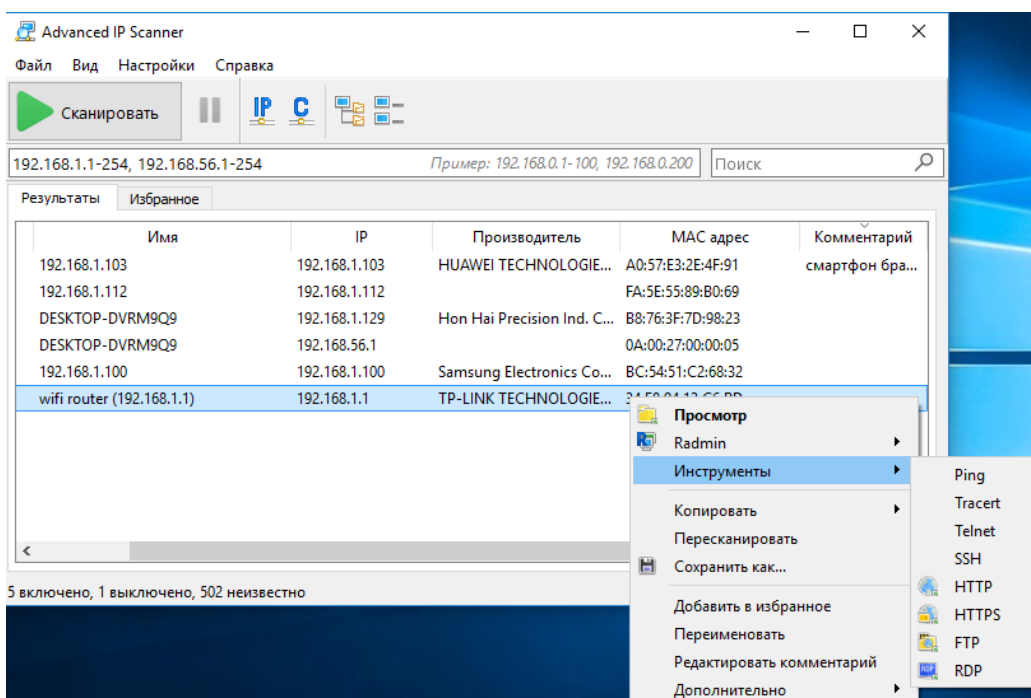 Advanced IP Scanner
Файл Вид Настройки Справка
Сканировать IP C
192.168.1.1-254, 192.168.56.1-254 Пример: 192.168.0.1-100, 192.168.0.200 Поиск
Результаты Избранное
Имя IP Производитель MAC адрес Комментарий
192.168.1.103 192.168.1.103 HUAWEI TECHNOLOGIE... A0:57:E3:2E:4F:91 смартфон бра...
192.168.1.112 192.168.1.112 FA:5E:55:89:B0:69
DESKTOP-DVRM9Q9 192.168.1.129 Hon Hai Precision Ind. C... B8:76:3F:7D:98:23
DESKTOP-DVRM9Q9 192.168.56.1 0A:00:27:00:00:05
192.168.1.100 192.168.1.100 Samsung Electronics Co... BC:54:51:C2:68:32
wifi router (192.168.1.1) 192.168.1.1 TP-LINK TECHNOLOGIE...
Просмотр
Radmin
Инструменты
Копировать
Пересканировать
Сохранить как...
Добавить в избранное
Переименовать
Редактировать комментарий
Дополнительно
Ping
Tracert
Telnet
SSH
HTTP
HTTPS
FTP
RDP
5 включено, 1 выключено, 502 неизвестно